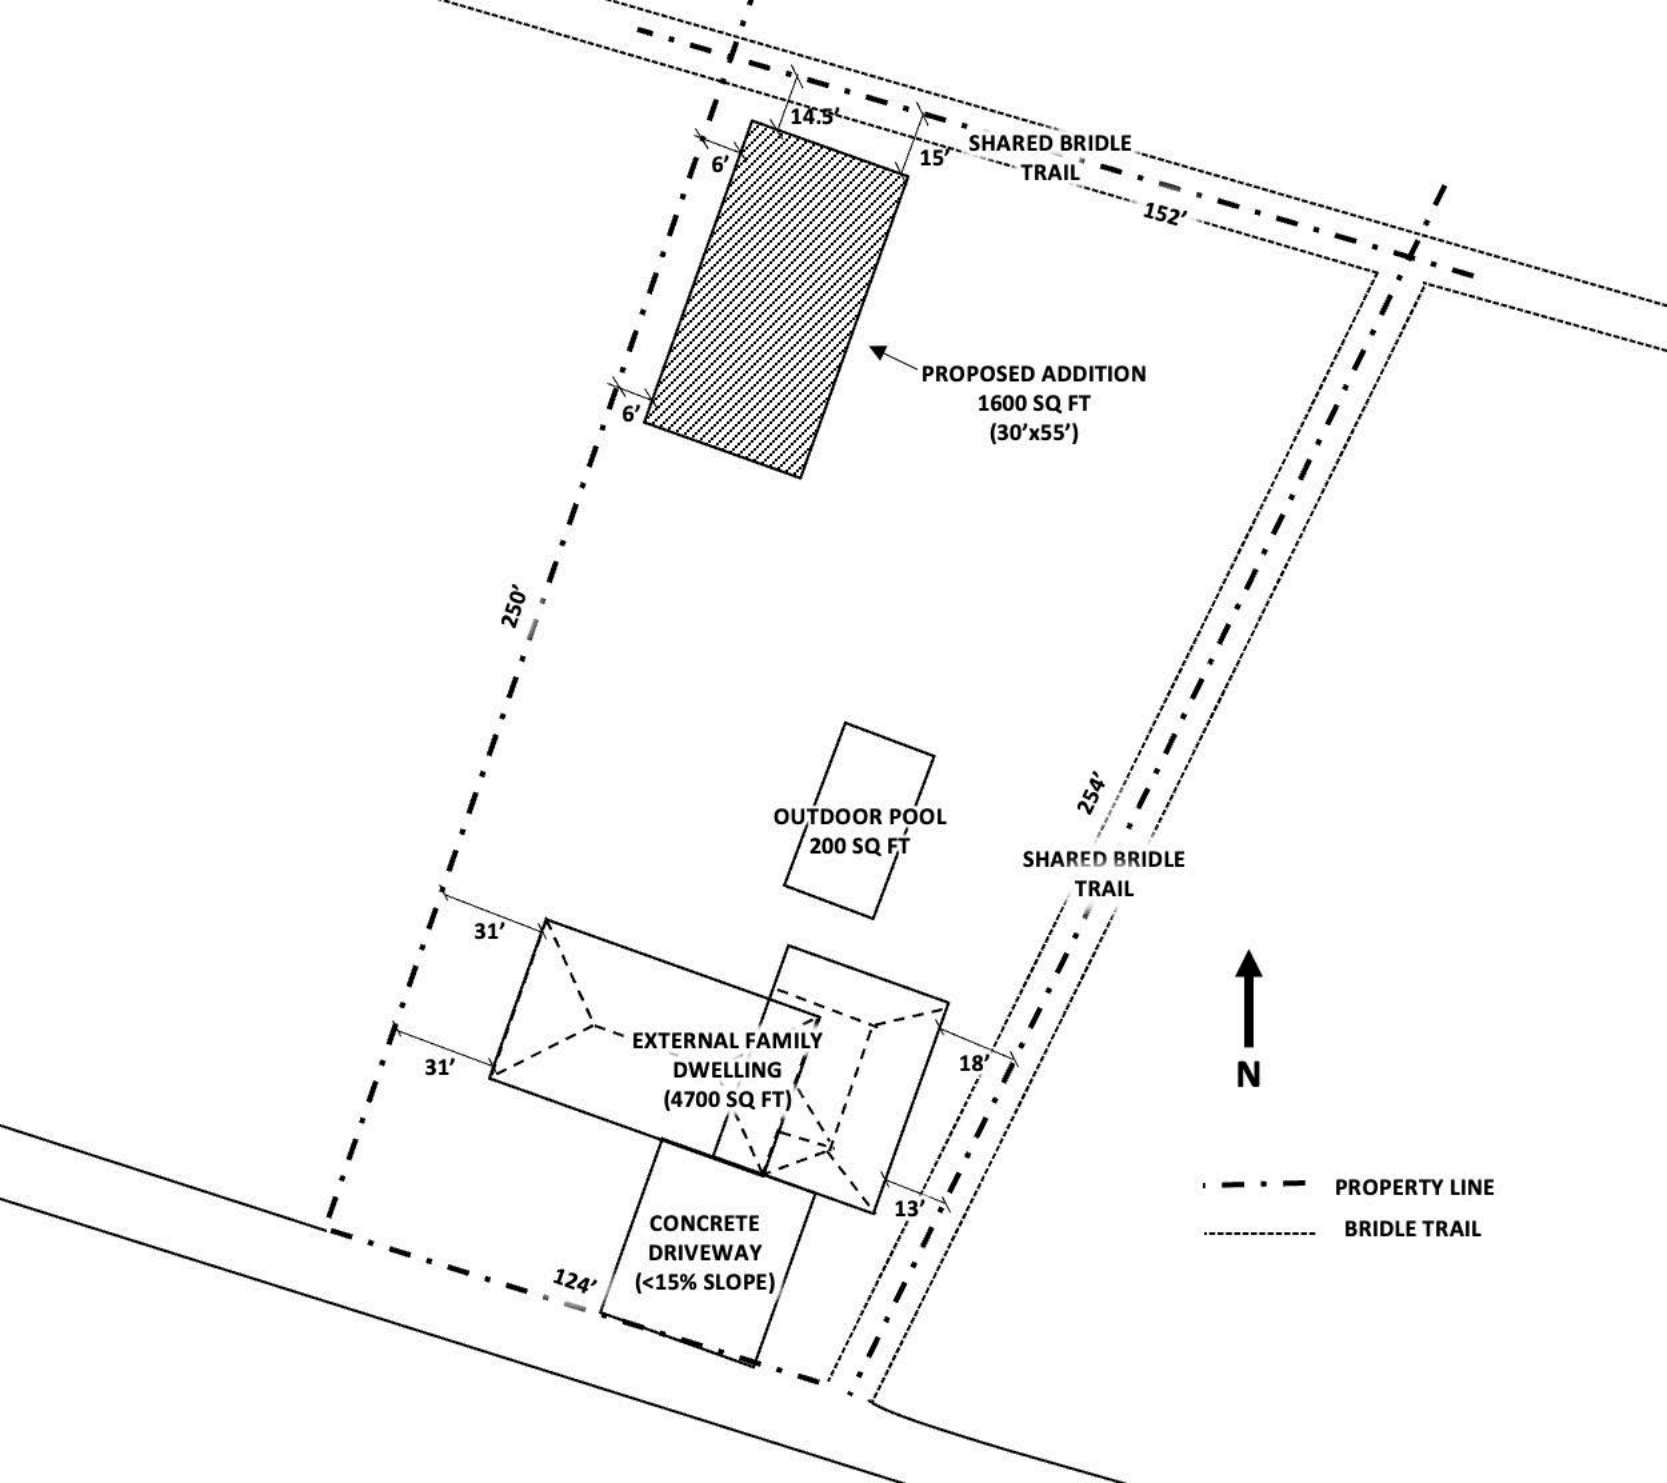 14.5’
6’
15’
SHARED BRIDLE
TRAIL
152’
PROPOSED ADDITION
1600 SQ FT
(30’x55’)
6’
250’
254’
OUTDOOR POOL
200 SQ FT
SHARED BRIDLE
TRAIL
31’
EXTERNAL FAMILY
DWELLING
(4700 SQ FT)
31’
18’
N
13’
CONCRETE
DRIVEWAY
(<15% SLOPE)
124’
PROPERTY LINE
BRIDLE TRAIL